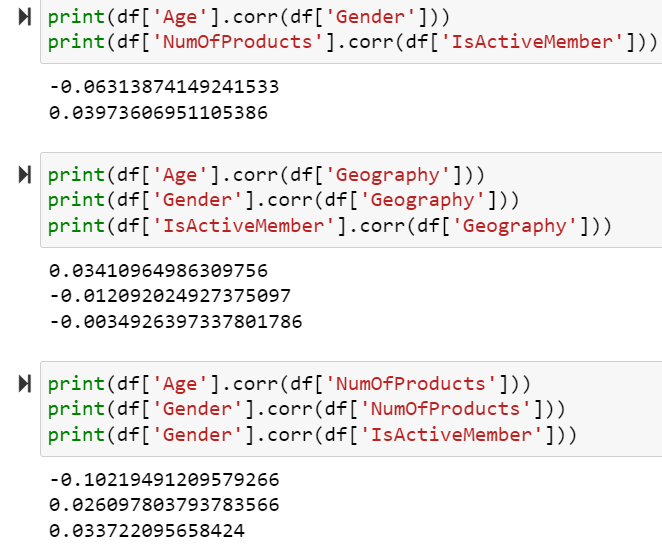 print(df['Age'].corr(df['Gender']))
print(df['NumOfProducts'].corr(df['IsActiveMember']))
-0.06313874149241533
0.03973606951105386
print(df['Age'].corr(df['Geography']))
print(df['Gender'].corr(df['Geography']))
print(df['IsActiveMember'].corr(df['Geography']))
0.03410964986309756
-0.012092024927375097
-0.0034926397337801786
print(df['Age'].corr(df['NumOfProducts']))
print(df['Gender'].corr(df['NumOfProducts']))
print(df['Gender'].corr(df['IsActiveMember']))
-0.10219491209579266
0.026097803793783566
0.033722095658424